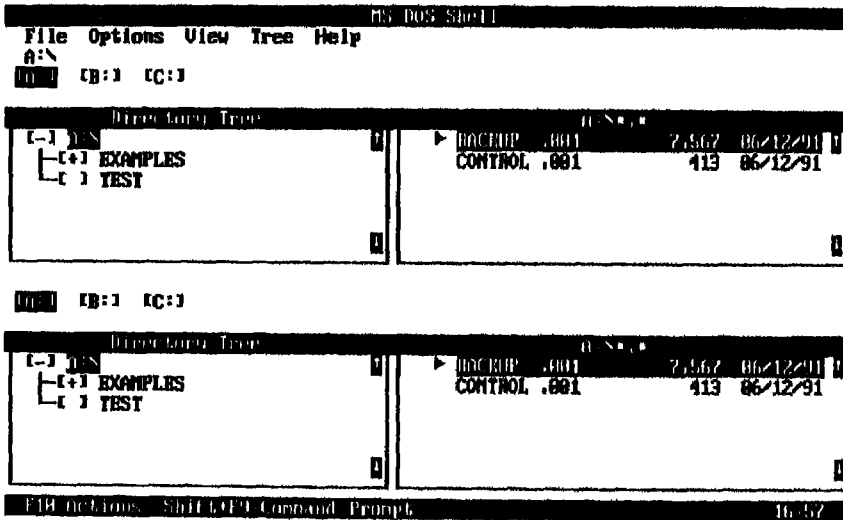 MS-DOS Shell
File Options View Tree Help
A:\
[A:] [B:] [C:]
Directory Tree
A:\*.*
[-] A:\
[+] EXAMPLES
[ ] TEST
BACKUP .001 7,567 06/12/91
CONTROL .001 413 06/12/91
[A:] [B:] [C:]
Directory Tree
A:\*.*
[-] A:\
[+] EXAMPLES
[ ] TEST
BACKUP .001 7,567 06/12/91
CONTROL .001 413 06/12/91
F10=Actions Shift+F9=Command Prompt 16:57